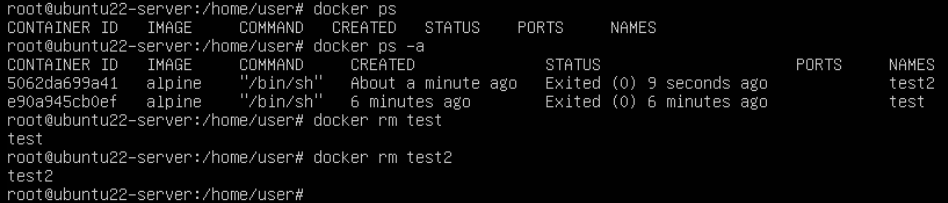 root@ubuntu22-server:/home/user# docker ps
CONTAINER ID   IMAGE     COMMAND   CREATED   STATUS    PORTS     NAMES
root@ubuntu22-server:/home/user# docker ps -a
CONTAINER ID   IMAGE     COMMAND     CREATED              STATUS                     PORTS     NAMES
5062da699a41   alpine    "/bin/sh"   About a minute ago   Exited (0) 9 seconds ago             test2
e90a945cb0ef   alpine    "/bin/sh"   6 minutes ago        Exited (0) 6 minutes ago             test
root@ubuntu22-server:/home/user# docker rm test
test
root@ubuntu22-server:/home/user# docker rm test2
test2
root@ubuntu22-server:/home/user#